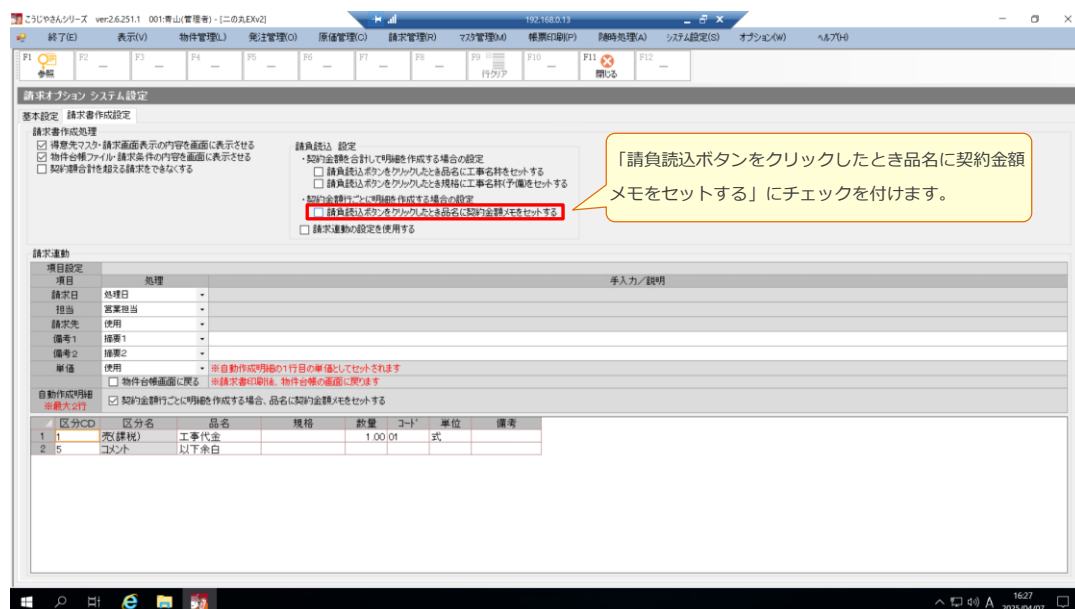 こうじやさんシリーズ ver:2.6.251.1 001:青山(管理者) - [二の丸EXv2]
192.168.0.13
終了(E) 表示(V) 物件管理(L) 発注管理(O) 原価管理(C) 請求管理(R) マスタ管理(M) 帳票印刷(P) 随時処理(A) システム設定(S) オプション(W) ヘルプ(H)
F1 F2 F3 F4 F5 F6 F7 F8 F9 F10 F11 F12
参照 行クリア 閉じる
請求オプション システム設定
基本設定 請求書作成設定
請求書作成処理
得意先マスタ・請求画面表示の内容を画面に表示させる
物件台帳ファイル・請求条件の内容を画面に表示させる
契約額合計を超える請求をできなくする
請負読込 設定
・契約金額を合計して明細を作成する場合の設定
請負読込ボタンをクリックしたとき品名に工事名称をセットする
請負読込ボタンをクリックしたとき規格に工事名称(予備)をセットする
・契約金額行ごとに明細を作成する場合の設定
請負読込ボタンをクリックしたとき品名に契約金額メモをセットする
請求連動の設定を使用する
「請負読込ボタンをクリックしたとき品名に契約金額
メモをセットする」にチェックを付けます。
請求連動
項目設定
項目 処理 手入力/説明
請求日 処理日
担当 営業担当
請求先 使用
備考1 摘要1
備考2 摘要2
単価 使用 ※自動作成明細の1行目の単価としてセットされます
物件台帳画面に戻る ※請求書印刷後、物件台帳の画面に戻ります
自動作成明細
※最大2行
契約金額行ごとに明細を作成する場合、品名に契約金額メモをセットする
区分CD 区分名 品名 規格 数量 コード 単位 備考
1 1 売(課税) 工事代金 1.00 01 式
2 5 コメント 以下余白
A 16:27
2025/04/07